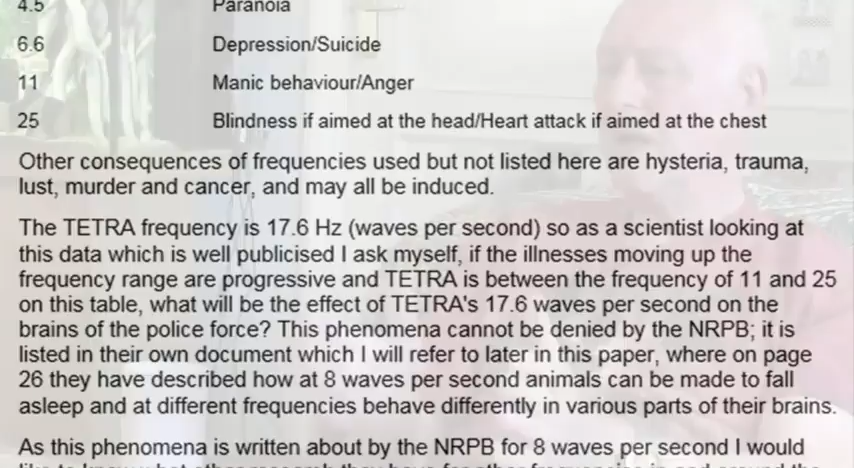 4.5 Paranoia
6.6 Depression/Suicide
11 Manic behaviour/Anger
25 Blindness if aimed at the head/Heart attack if aimed at the chest
Other consequences of frequencies used but not listed here are hysteria, trauma,
lust, murder and cancer, and may all be induced.
The TETRA frequency is 17.6 Hz (waves per second) so as a scientist looking at
this data which is well publicised I ask myself, if the illnesses moving up the
frequency range are progressive and TETRA is between the frequency of 11 and 25
on this table, what will be the effect of TETRA's 17.6 waves per second on the
brains of the police force? This phenomena cannot be denied by the NRPB; it is
listed in their own document which I will refer to later in this paper, where on page
26 they have described how at 8 waves per second animals can be made to fall
asleep and at different frequencies behave differently in various parts of their brains.
As this phenomena is written about by the NRPB for 8 waves per second I would